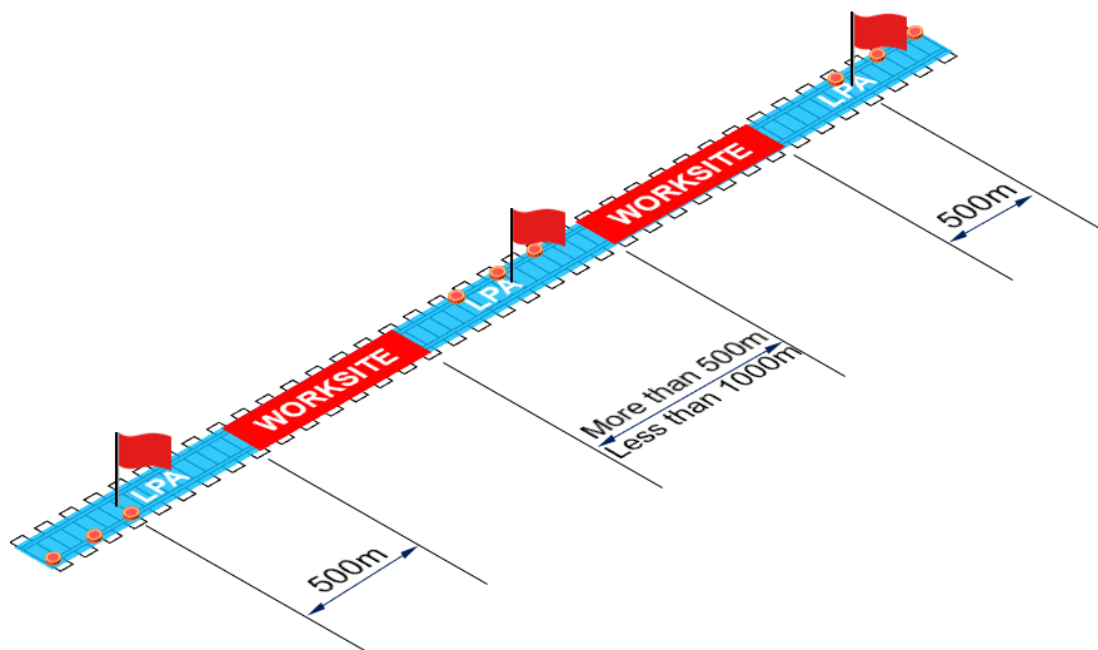 LPA
500m
WORKSITE
LPA
WORKSITE
More than 500m
Less than 1000m
LPA
500m